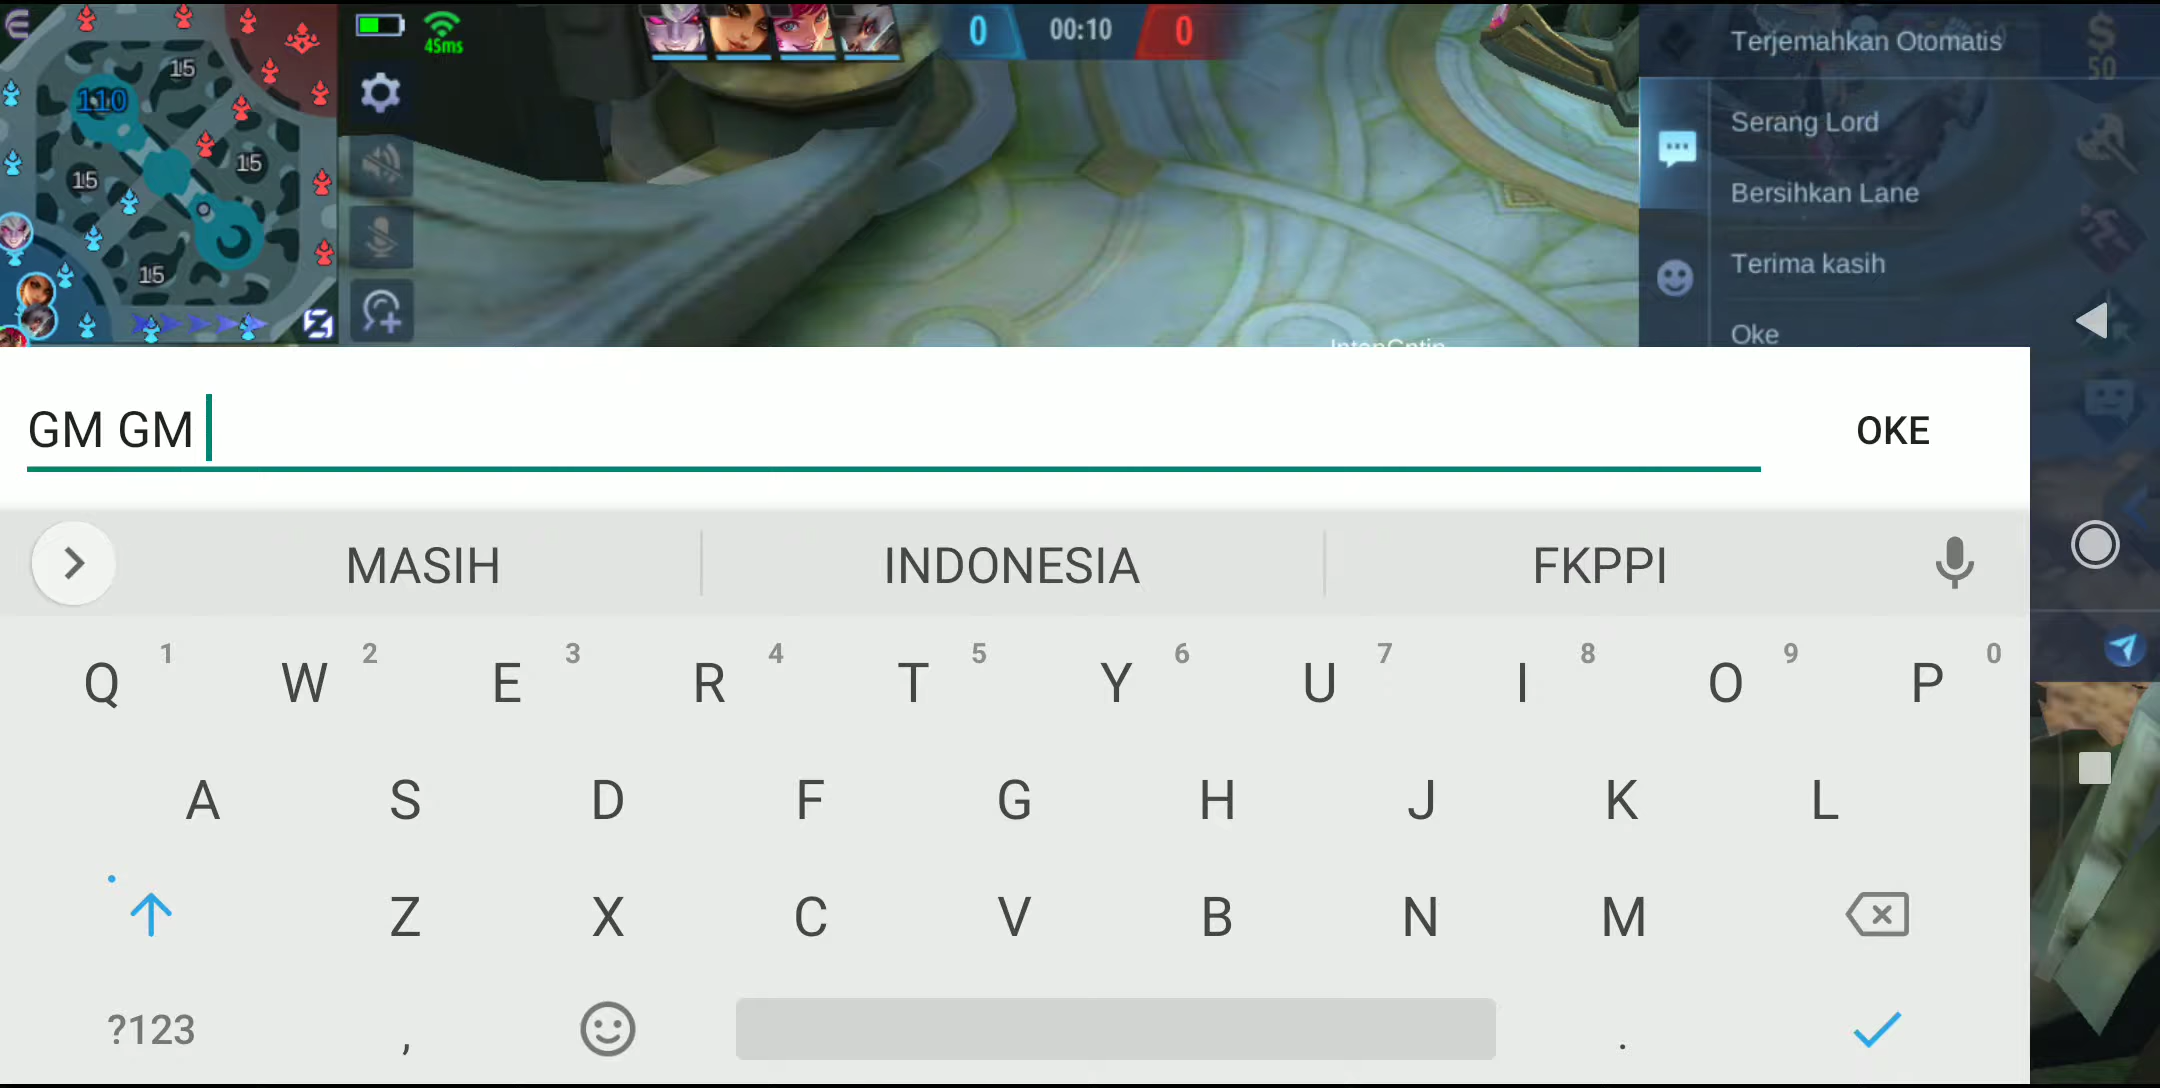 45ms
0 00:10 0
50
110
15
15
15
15
Terjemahkan Otomatis
Serang Lord
Bersihkan Lane
Terima kasih
Oke
GM GM
OKE
MASIH INDONESIA FKPPI
Q 1 W 2 E 3 R 4 T 5 Y 6 U 7 I 8 O 9 P 0
A S D F G H J K L
Z X C V B N M
?123 , .